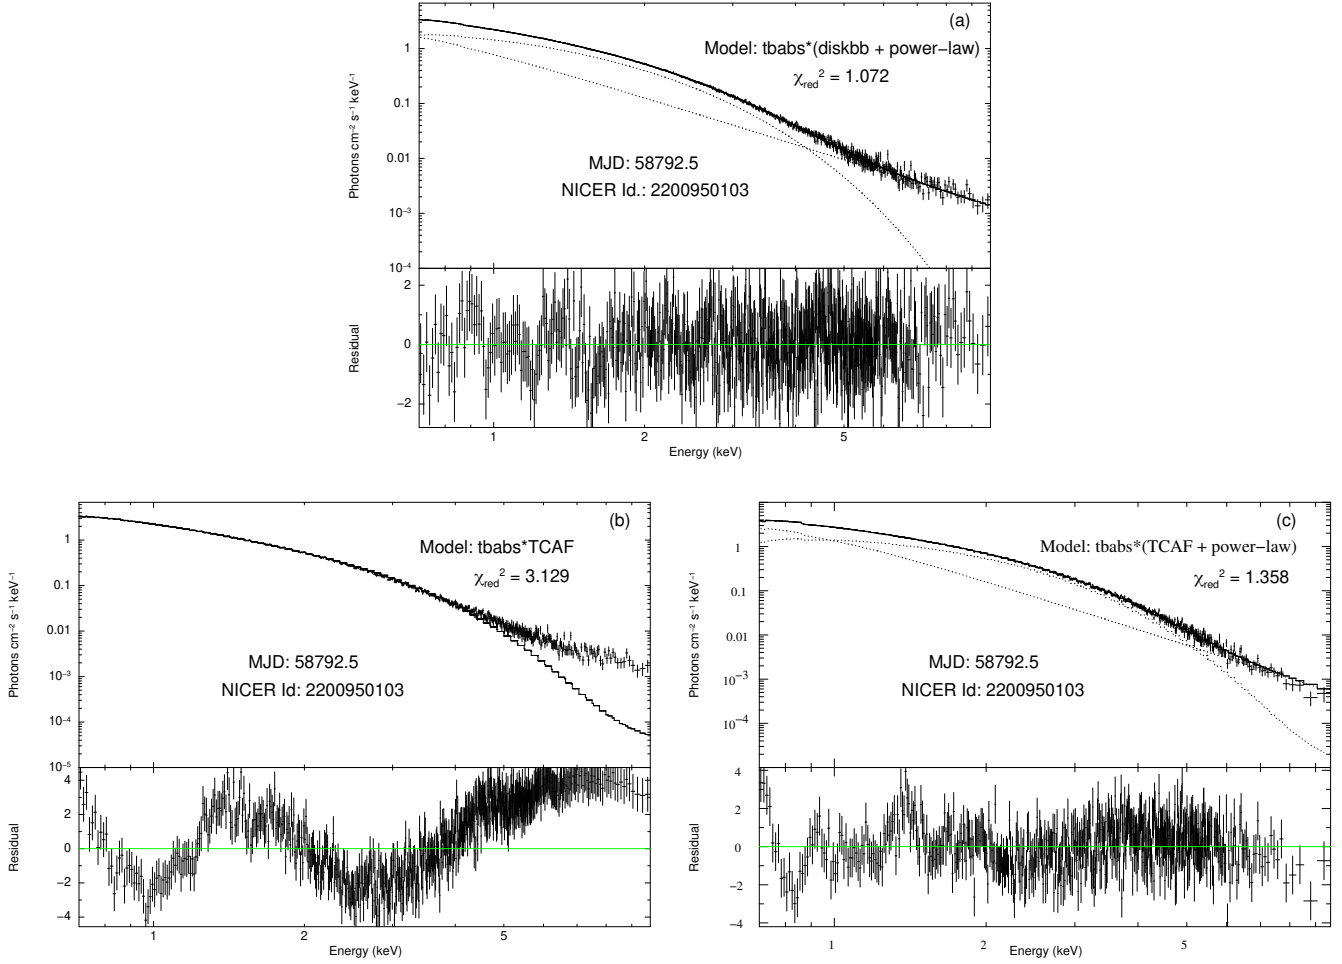 (a)
Model: tbabs*(diskbb + power−law)
χred² = 1.072
MJD: 58792.5
NICER Id.: 2200950103
Photons cm⁻² s⁻¹ keV⁻¹
1
0.1
0.01
10⁻³
10⁻⁴
Residual
2
0
−2
1 2 5
Energy (keV)
(b)
Model: tbabs*TCAF
χred² = 3.129
MJD: 58792.5
NICER Id: 2200950103
Photons cm⁻² s⁻¹ keV⁻¹
1
0.1
0.01
10⁻³
10⁻⁴
10⁻⁵
Residual
4
2
0
−2
−4
1 2 5
Energy (keV)
(c)
Model: tbabs*(TCAF + power−law)
χred² = 1.358
MJD: 58792.5
NICER Id: 2200950103
Photons cm⁻² s⁻¹ keV⁻¹
1
0.1
0.01
10⁻³
10⁻⁴
Residual
4
2
0
−2
−4
1 2 5
Energy (keV)